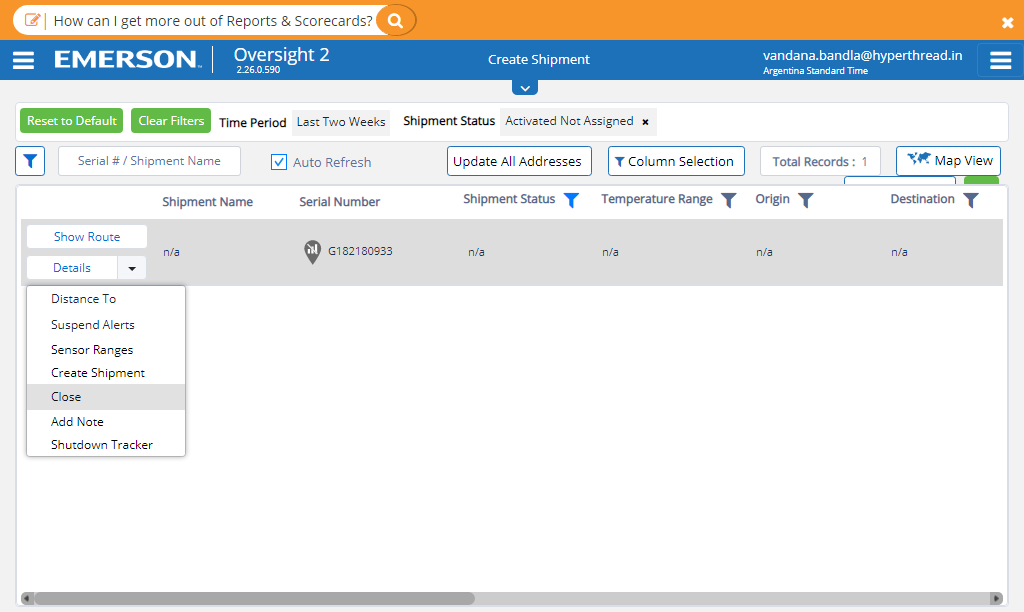 How can I get more out of Reports & Scorecards?
EMERSON™ Oversight 2
2.26.0.590
Create Shipment
vandana.bandla@hyperthread.in
Argentina Standard Time
Reset to Default Clear Filters Time Period Last Two Weeks Shipment Status Activated Not Assigned ×
Serial # / Shipment Name Auto Refresh Update All Addresses Column Selection Total Records : 1 Map View
Shipment Name Serial Number Shipment Status Temperature Range Origin Destination
Show Route
n/a G182180933 n/a n/a n/a n/a
Details
Distance To
Suspend Alerts
Sensor Ranges
Create Shipment
Close
Add Note
Shutdown Tracker